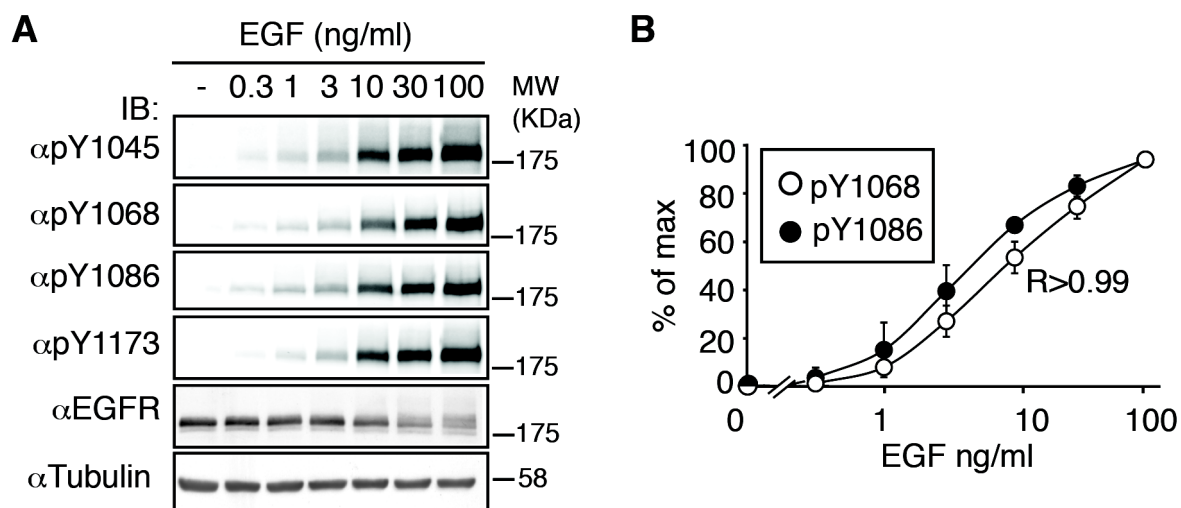 A
EGF (ng/ml)
- 0.3 1 3 10 30 100
MW
(KDa)
IB:
αpY1045
175
αpY1068
175
αpY1086
175
αpY1173
175
αEGFR
175
αTubulin
58
B
% of max
100
80
60
40
20
0
pY1068
pY1086
R>0.99
0 1 10 100
EGF ng/ml